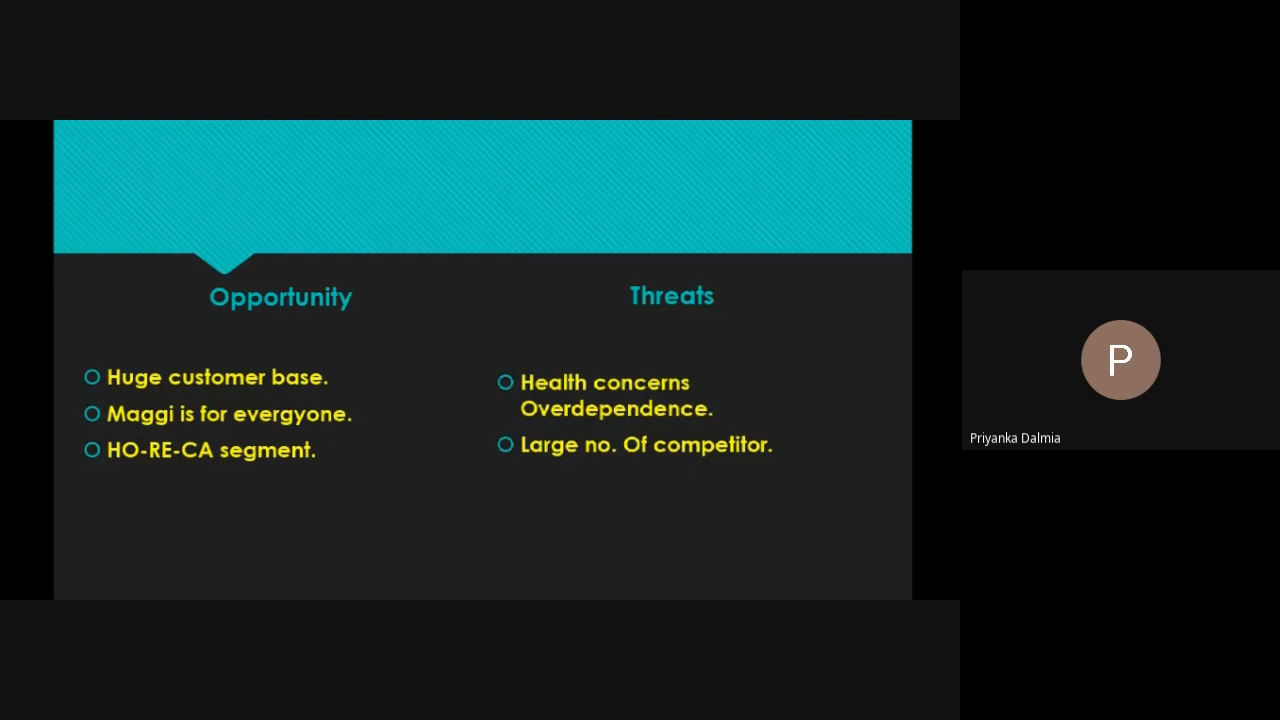 Opportunity
Huge customer base.
Maggi is for evergyone.
HO-RE-CA segment.
Threats
Health concerns
Overdependence.
Large no. Of competitor.
P
Priyanka Dalmia